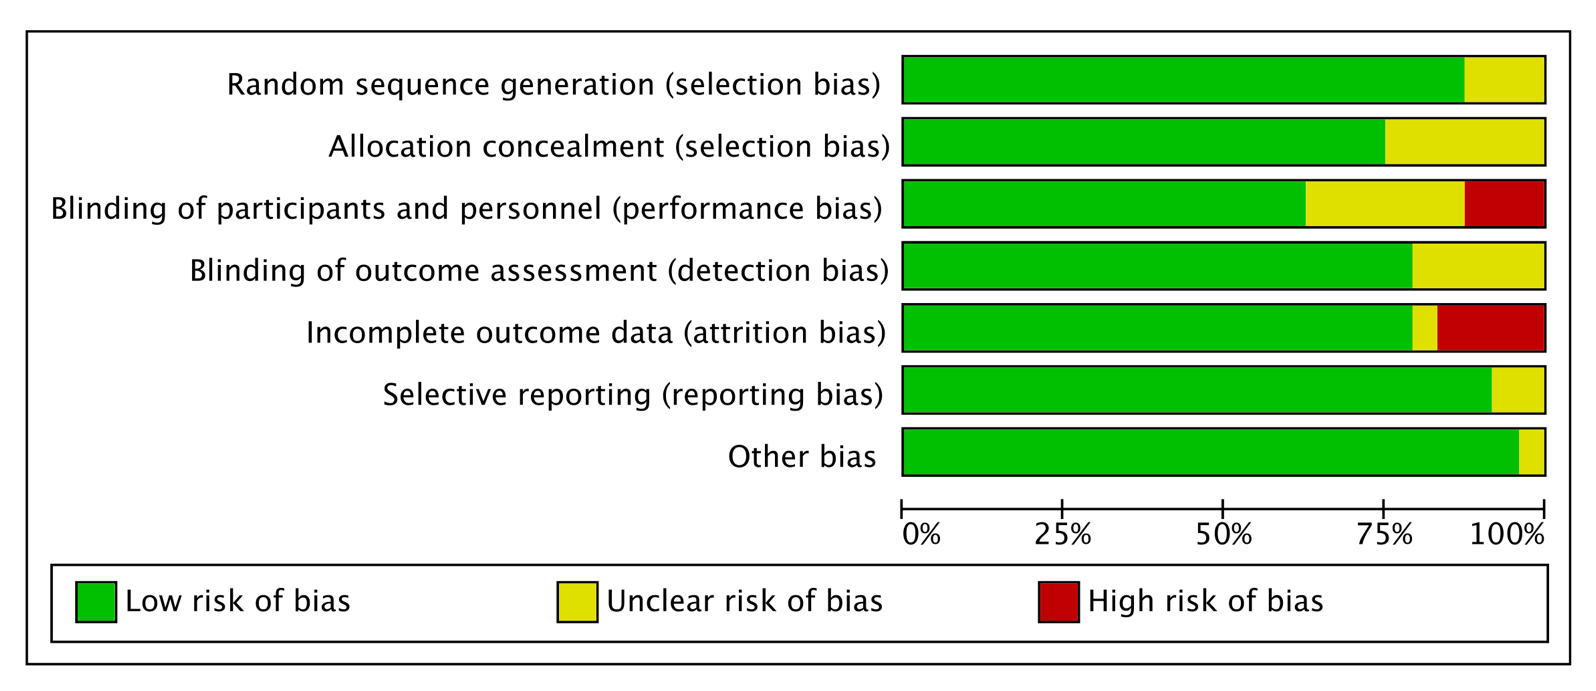 Random sequence generation (selection bias)
Allocation concealment (selection bias)
Blinding of participants and personnel (performance bias)
Blinding of outcome assessment (detection bias)
Incomplete outcome data (attrition bias)
Selective reporting (reporting bias)
Other bias
0% 25% 50% 75% 100%
Low risk of bias Unclear risk of bias High risk of bias